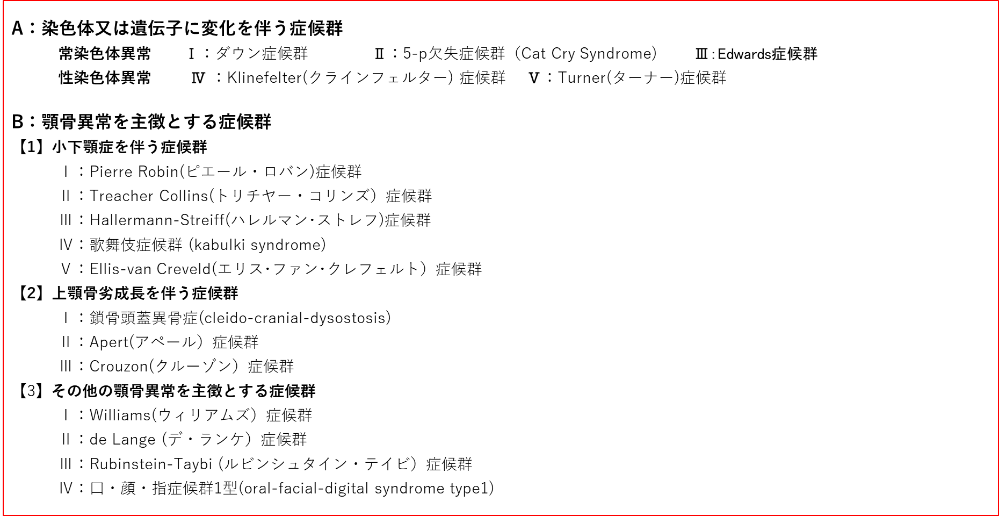 A：染色体又は遺伝子に変化を伴う症候群
常染色体異常 Ⅰ：ダウン症候群 Ⅱ：5-p欠失症候群（Cat Cry Syndrome) Ⅲ：Edwards症候群
性染色体異常 Ⅳ：Klinefelter(クラインフェルター) 症候群 Ⅴ：Turner(ターナー)症候群
B：顎骨異常を主徴とする症候群
【1】小下顎症を伴う症候群
Ⅰ：Pierre Robin(ピエール・ロバン)症候群
Ⅱ：Treacher Collins(トリチヤー・コリンズ）症候群
Ⅲ：Hallermann-Streiff(ハレルマン･ストレフ)症候群
Ⅳ：歌舞伎症候群 (kabulki syndrome)
Ⅴ：Ellis-van Creveld(エリス･ファン･クレフェルト）症候群
【2】上顎骨劣成長を伴う症候群
Ⅰ：鎖骨頭蓋異骨症(cleido-cranial-dysostosis)
Ⅱ：Apert(アペール）症候群
Ⅲ：Crouzon(クルーゾン）症候群
【3】その他の顎骨異常を主徴とする症候群
Ⅰ：Williams(ウィリアムズ）症候群
Ⅱ：de Lange (デ・ランケ）症候群
Ⅲ：Rubinstein-Taybi (ルビンシュタイン・テイビ）症候群
Ⅳ：口・顔・指症候群1型(oral-facial-digital syndrome type1)